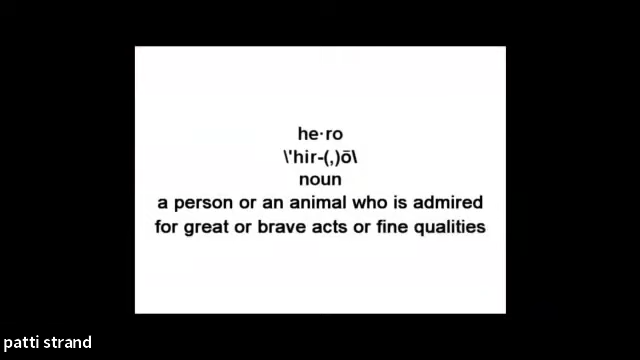 he·ro
\'hir-(,)ō\
noun
a person or an animal who is admired
for great or brave acts or fine qualities
patti strand